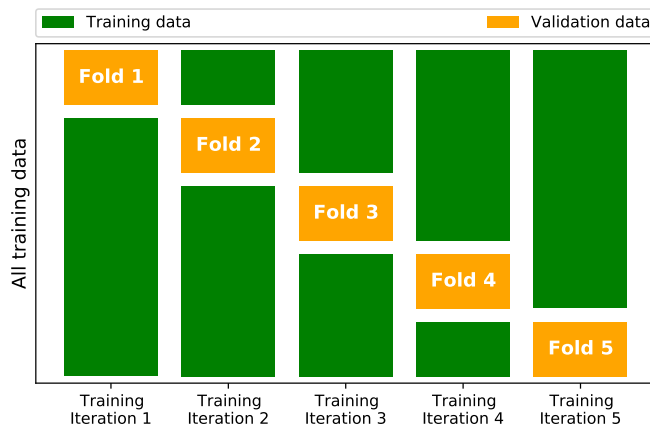 Training data
Validation data
All training data
Fold 1
Fold 2
Fold 3
Fold 4
Fold 5
Training
Iteration 1
Training
Iteration 2
Training
Iteration 3
Training
Iteration 4
Training
Iteration 5